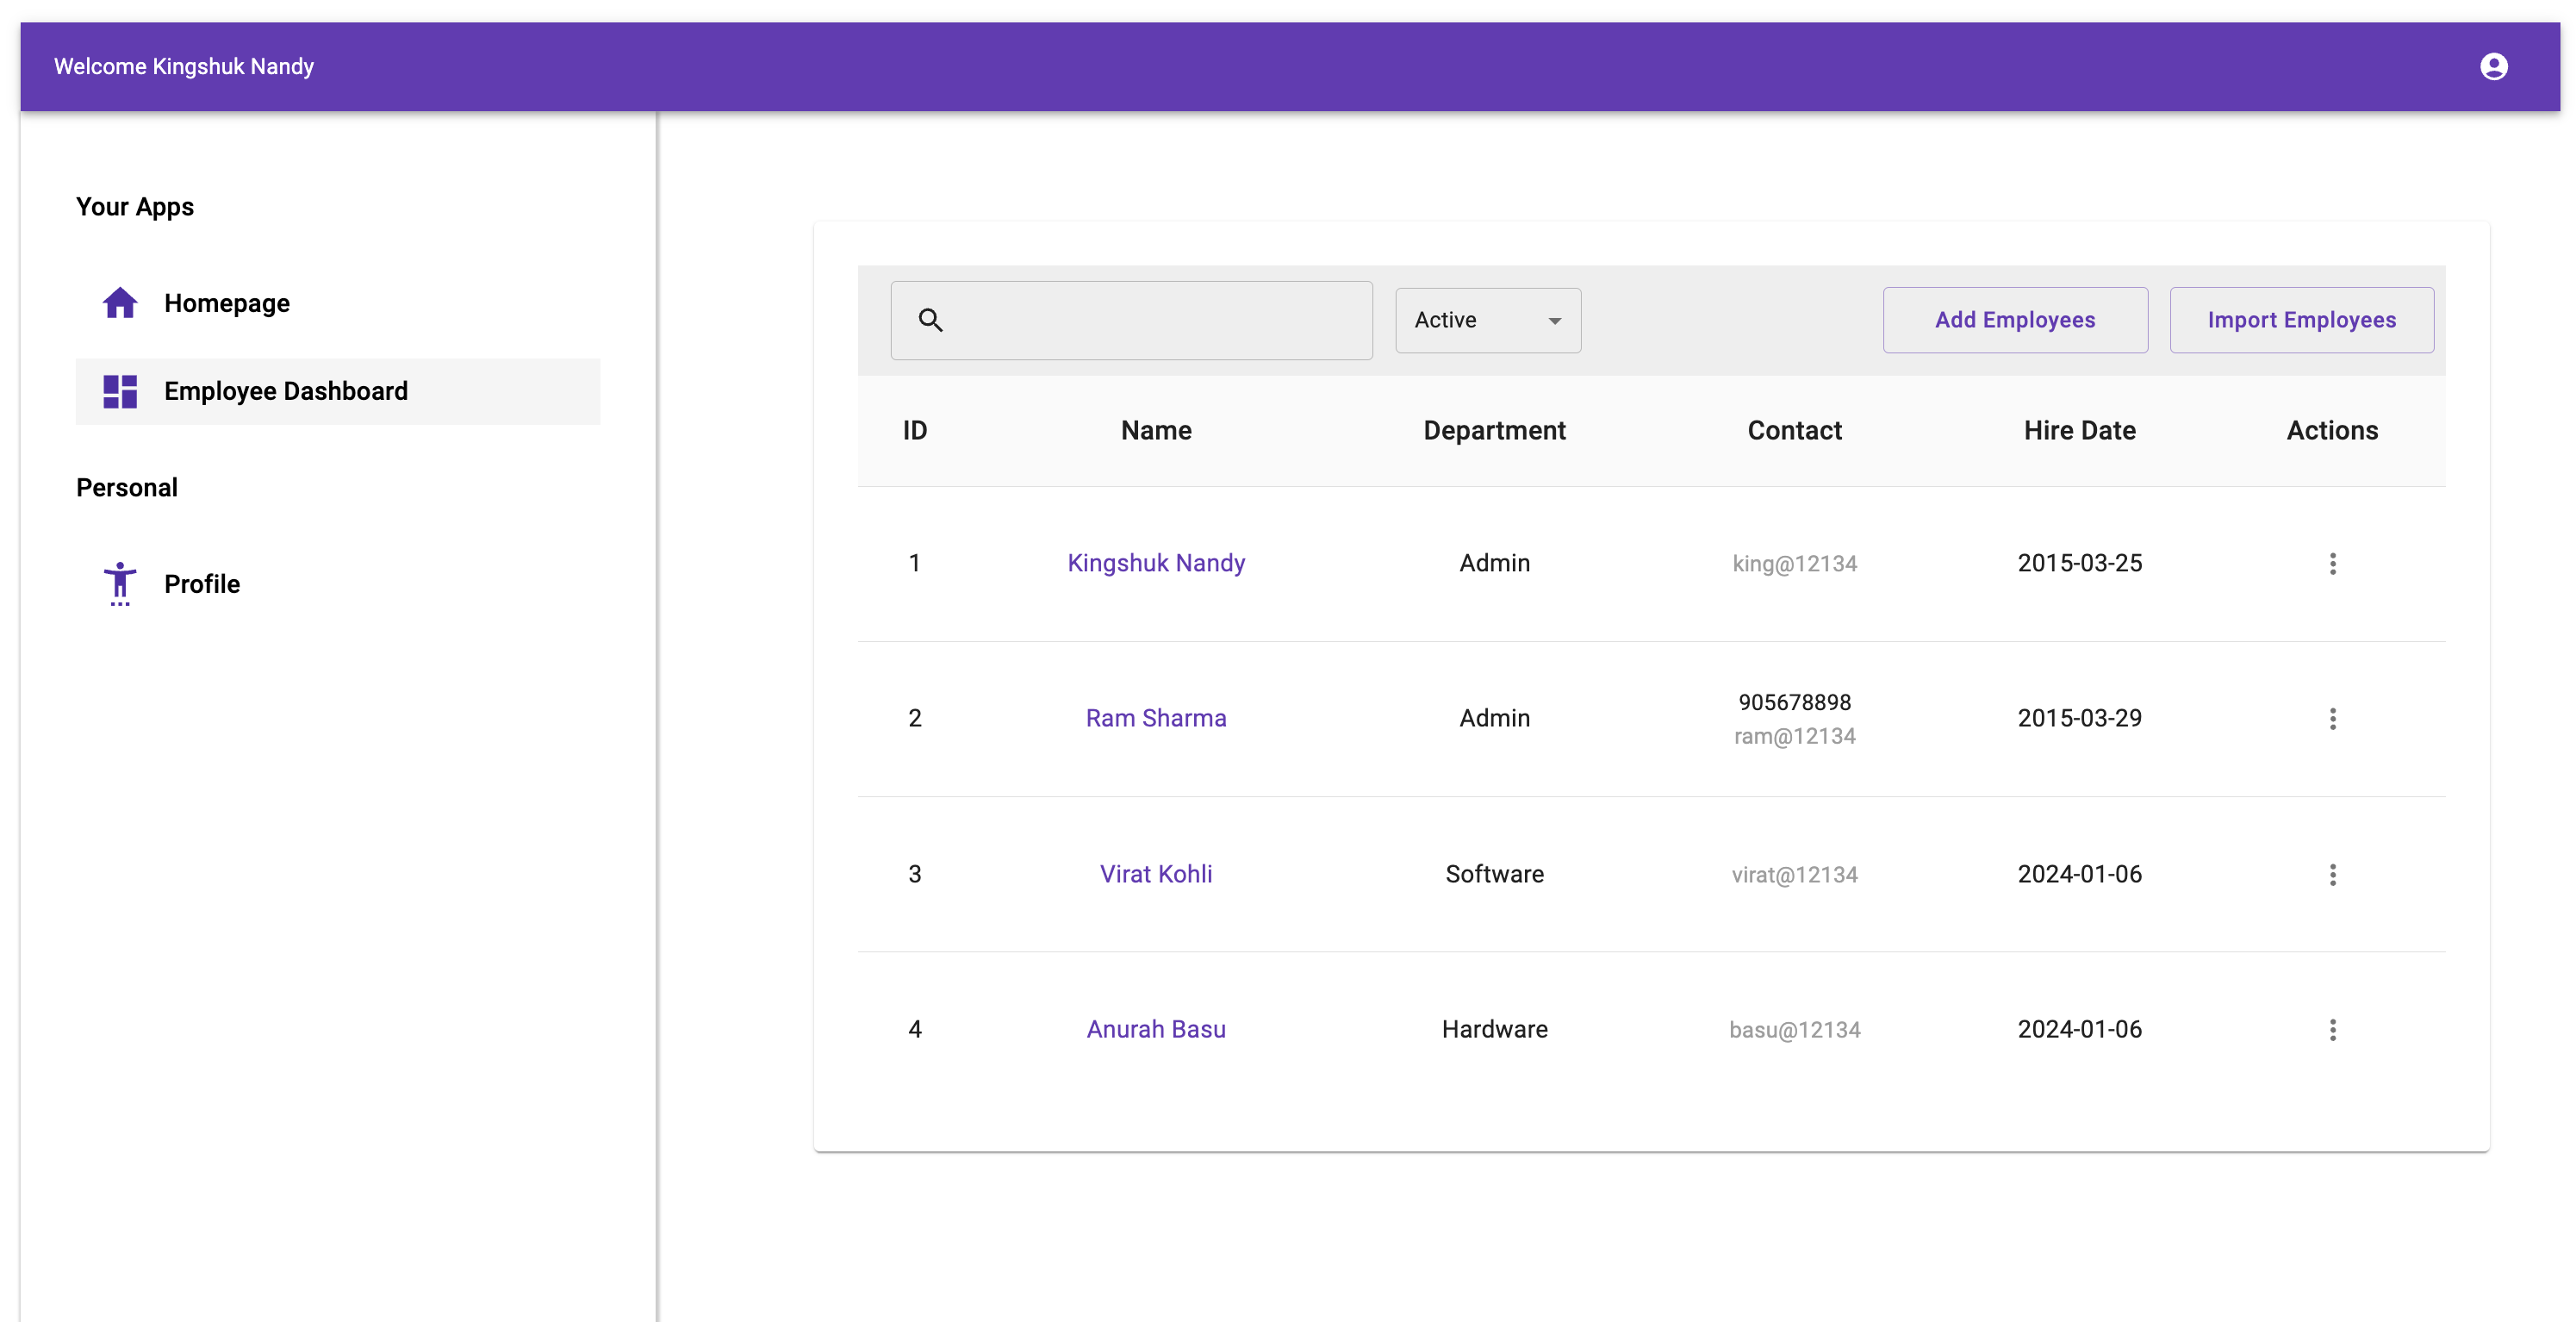 Welcome Kingshuk Nandy
Your Apps
Homepage
Employee Dashboard
Personal
Profile
Active
Add Employees
Import Employees
ID Name Department Contact Hire Date Actions
1 Kingshuk Nandy Admin king@12134 2015-03-25
2 Ram Sharma Admin 905678898 ram@12134 2015-03-29
3 Virat Kohli Software virat@12134 2024-01-06
4 Anurah Basu Hardware basu@12134 2024-01-06